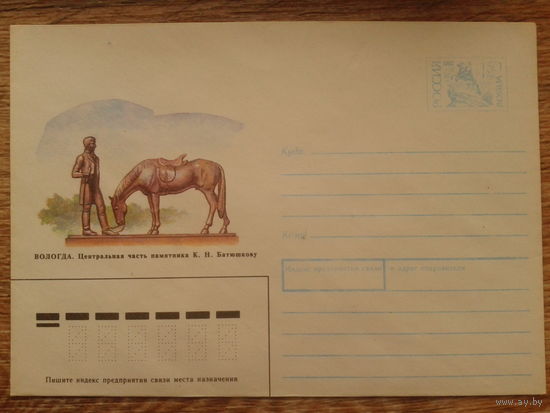 РОССИЯ
ПОЧТА
Куда
Кому
ВОЛОГДА. Центральная часть памятника К. Н. Батюшкову
Индекс предприятия связи и адрес отправителя
Пишите индекс предприятия связи места назначения
www.ay.by